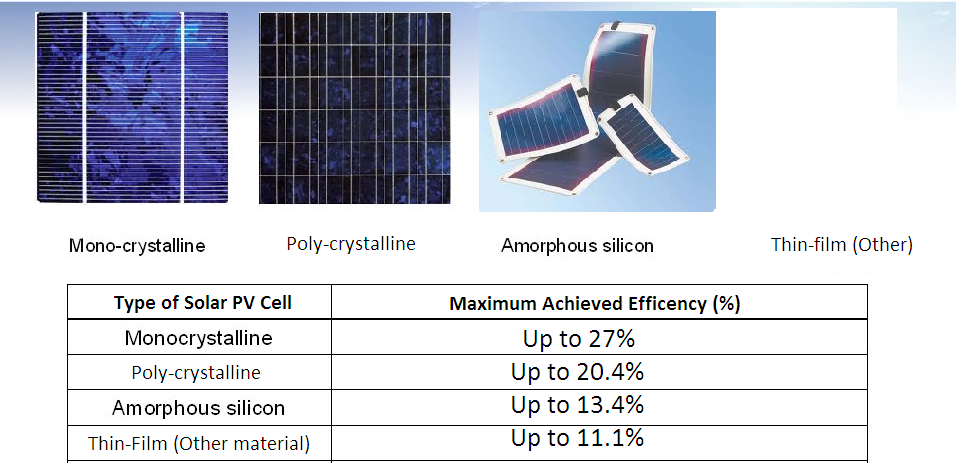 Mono-crystalline
Poly-crystalline
Amorphous silicon
Thin-film (Other)
Type of Solar PV Cell
Maximum Achieved Efficency (%)
Monocrystalline
Up to 27%
Poly-crystalline
Up to 20.4%
Amorphous silicon
Up to 13.4%
Thin-Film (Other material)
Up to 11.1%